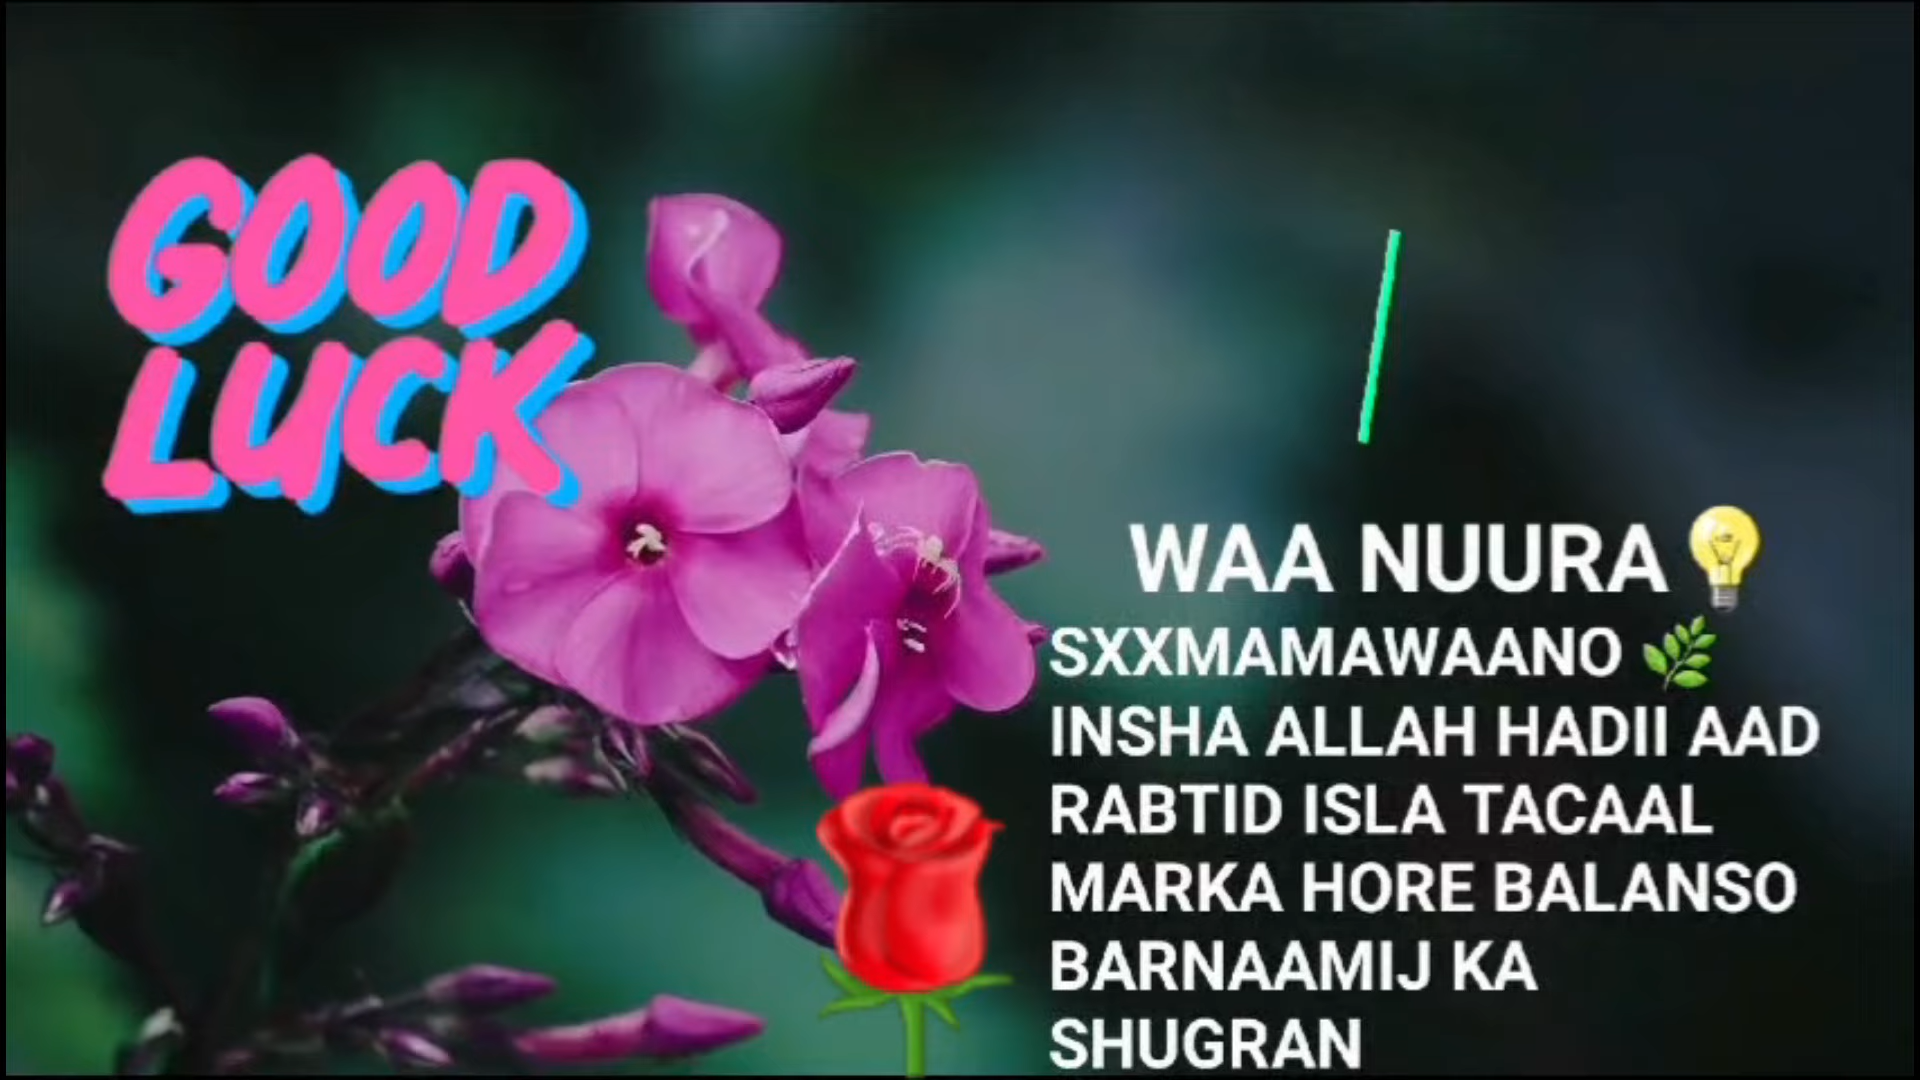 GOOD
LUCK
WAA NUURA
SXXMAMAWAANO
INSHA ALLAH HADII AAD
RABTID ISLA TACAAL
MARKA HORE BALANSO
BARNAAMIJ KA
SHUGRAN